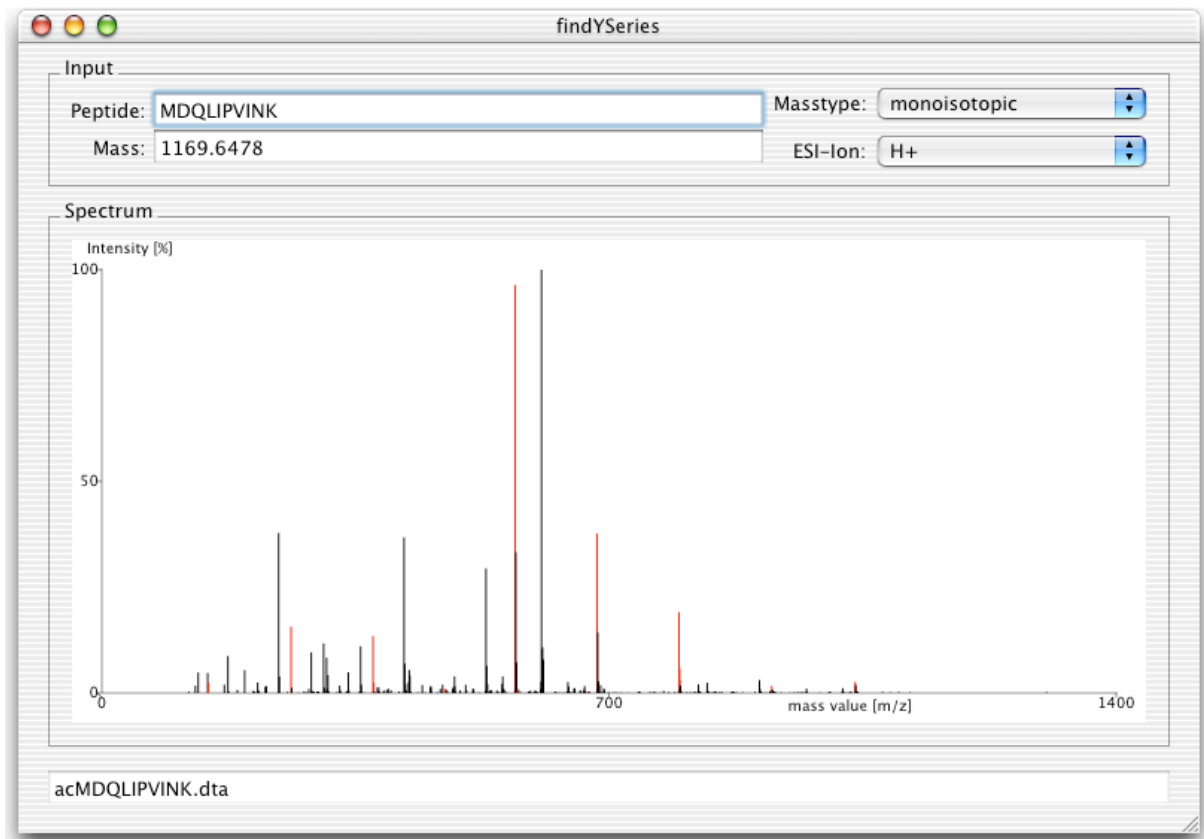 findYSeries
Input
Peptide: MDQLIPVINK Masstype: monoisotopic
Mass: 1169.6478 ESI-Ion: H+
Spectrum
Intensity [%]
100
50
0
0 700 mass value [m/z] 1400
acMDQLIPVINK.dta